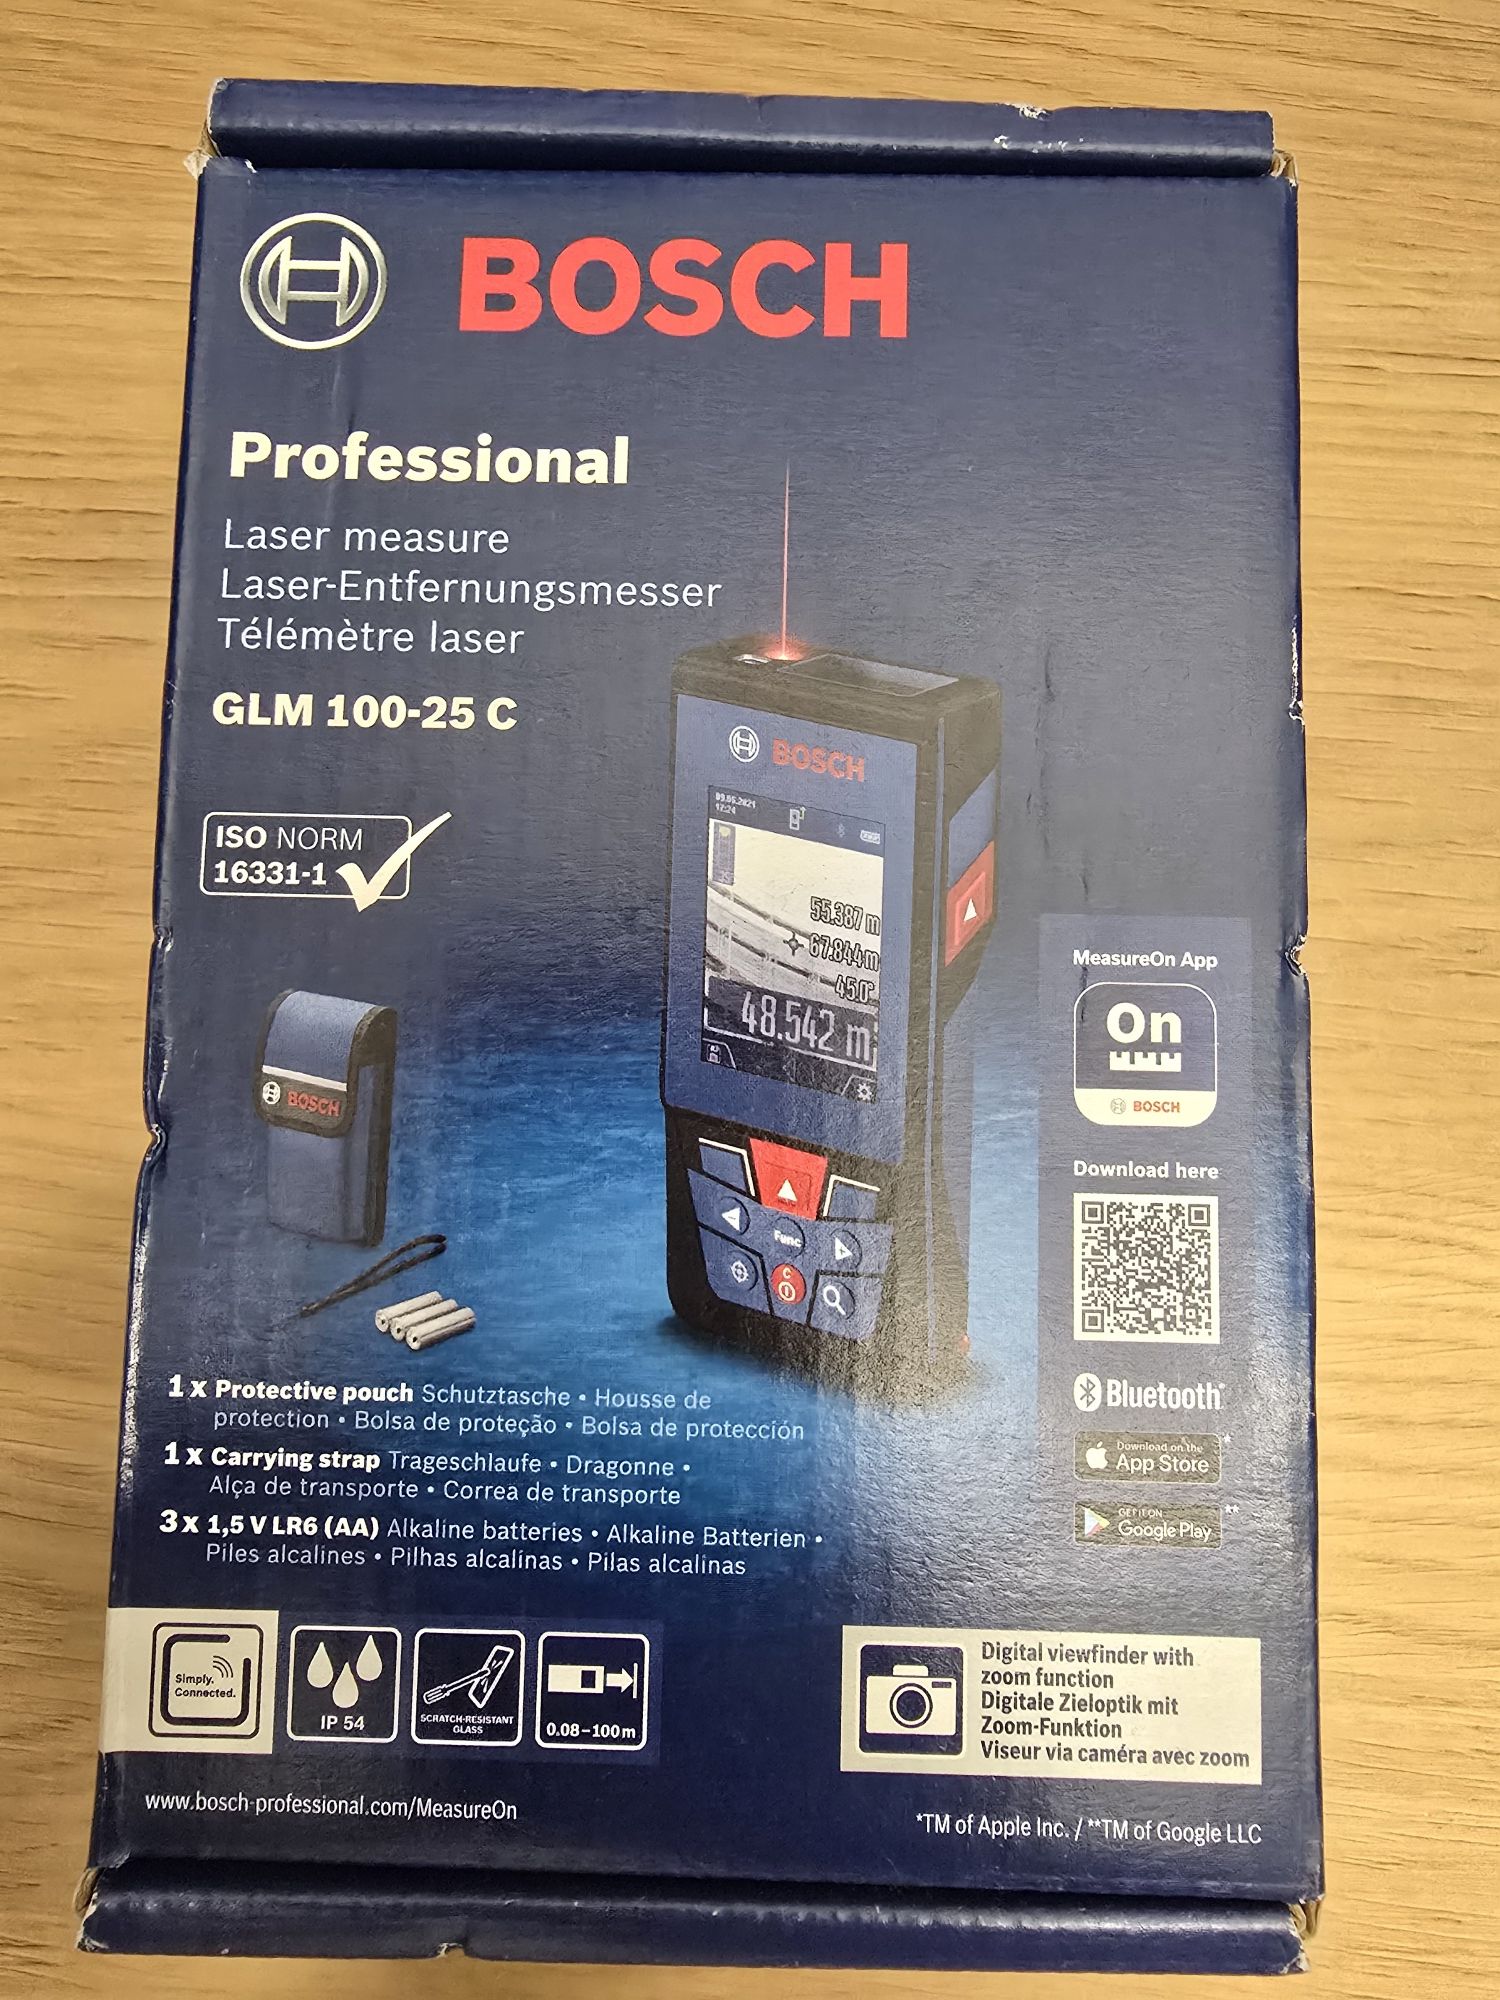 BOSCH
Professional
Laser measure
Laser-Entfernungsmesser
Télémètre laser
GLM 100-25 C
ISO NORM
16331-1
BOSCH
09.06.2021
17:24
55.387 m
67.844 m
45.0°
48.542 m
Func
C
BOSCH
MeasureOn App
On
BOSCH
Download here
Bluetooth®
Download on the
App Store *
GET IT ON
Google Play **
1 x Protective pouch Schutztasche • Housse de
protection • Bolsa de proteção • Bolsa de protección
1 x Carrying strap Trageschlaufe • Dragonne •
Alça de transporte • Correa de transporte
3 x 1,5 V LR6 (AA) Alkaline batteries • Alkaline Batterien •
Piles alcalines • Pilhas alcalinas • Pilas alcalinas
Simply.
Connected.
IP 54
SCRATCH-RESISTANT
GLASS
0.08–100 m
Digital viewfinder with
zoom function
Digitale Zieloptik mit
Zoom-Funktion
Viseur via caméra avec zoom
www.bosch-professional.com/MeasureOn
*TM of Apple Inc. / **TM of Google LLC